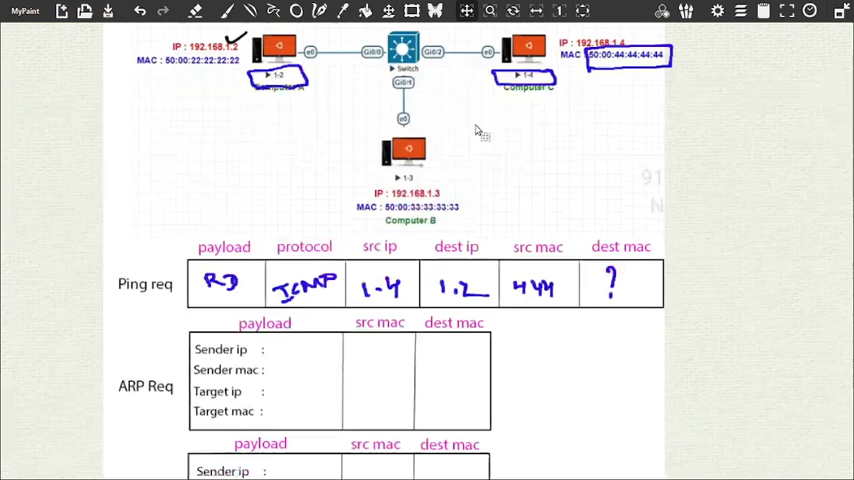 MyPaint
IP : 192.168.1.2
MAC : 50:00:22:22:22:22
1-2
Computer A
e0
Gi0/0
Switch
Gi0/2
e0
IP : 192.168.1.4
MAC : 50:00:44:44:44:44
1-4
Computer C
Gi0/1
e0
1-3
IP : 192.168.1.3
MAC : 50:00:33:33:33:33
Computer B
91
N
payload protocol src ip dest ip src mac dest mac
Ping req RD ICMP 1.4 1.2 444 ?
payload src mac dest mac
ARP Req
Sender ip :
Sender mac :
Target ip :
Target mac :
payload src mac dest mac
Sender ip :